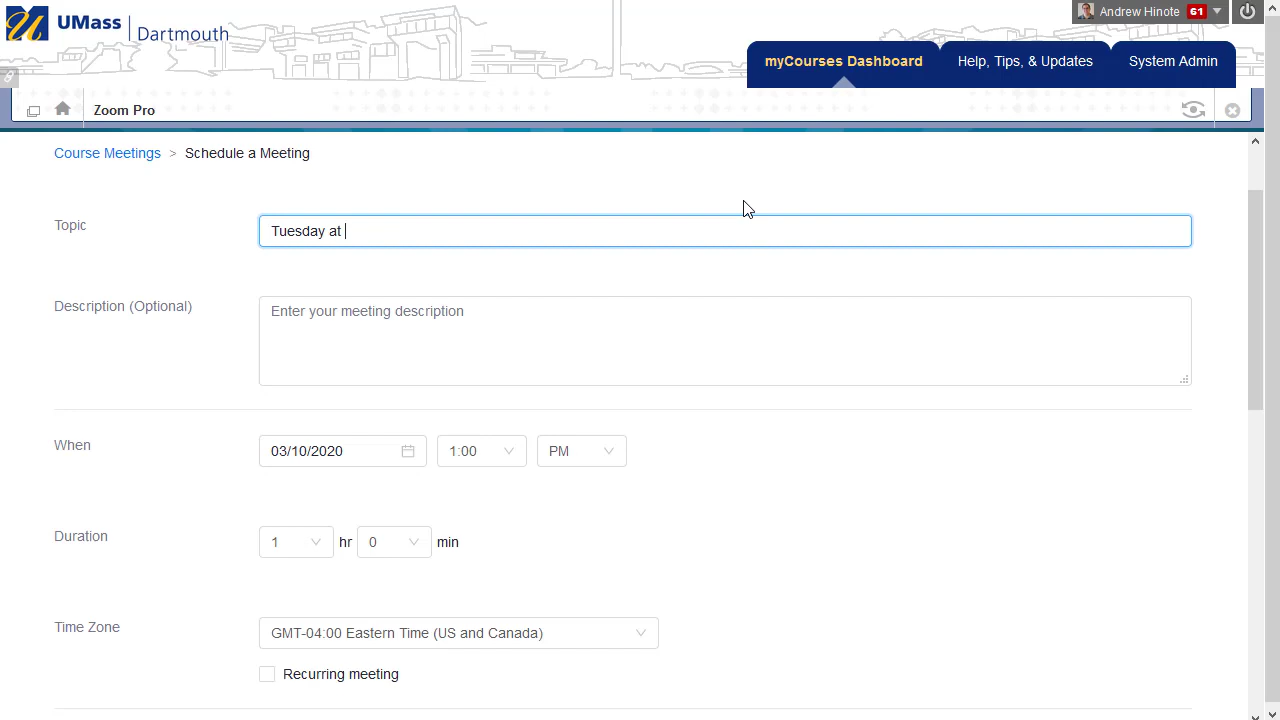 UMass
Dartmouth
Andrew Hinote 61
myCourses Dashboard
Help, Tips, & Updates
System Admin
Zoom Pro
Course Meetings > Schedule a Meeting
Topic
Tuesday at
Description (Optional)
Enter your meeting description
When
03/10/2020
1:00
PM
Duration
1
hr
0
min
Time Zone
GMT-04:00 Eastern Time (US and Canada)
Recurring meeting